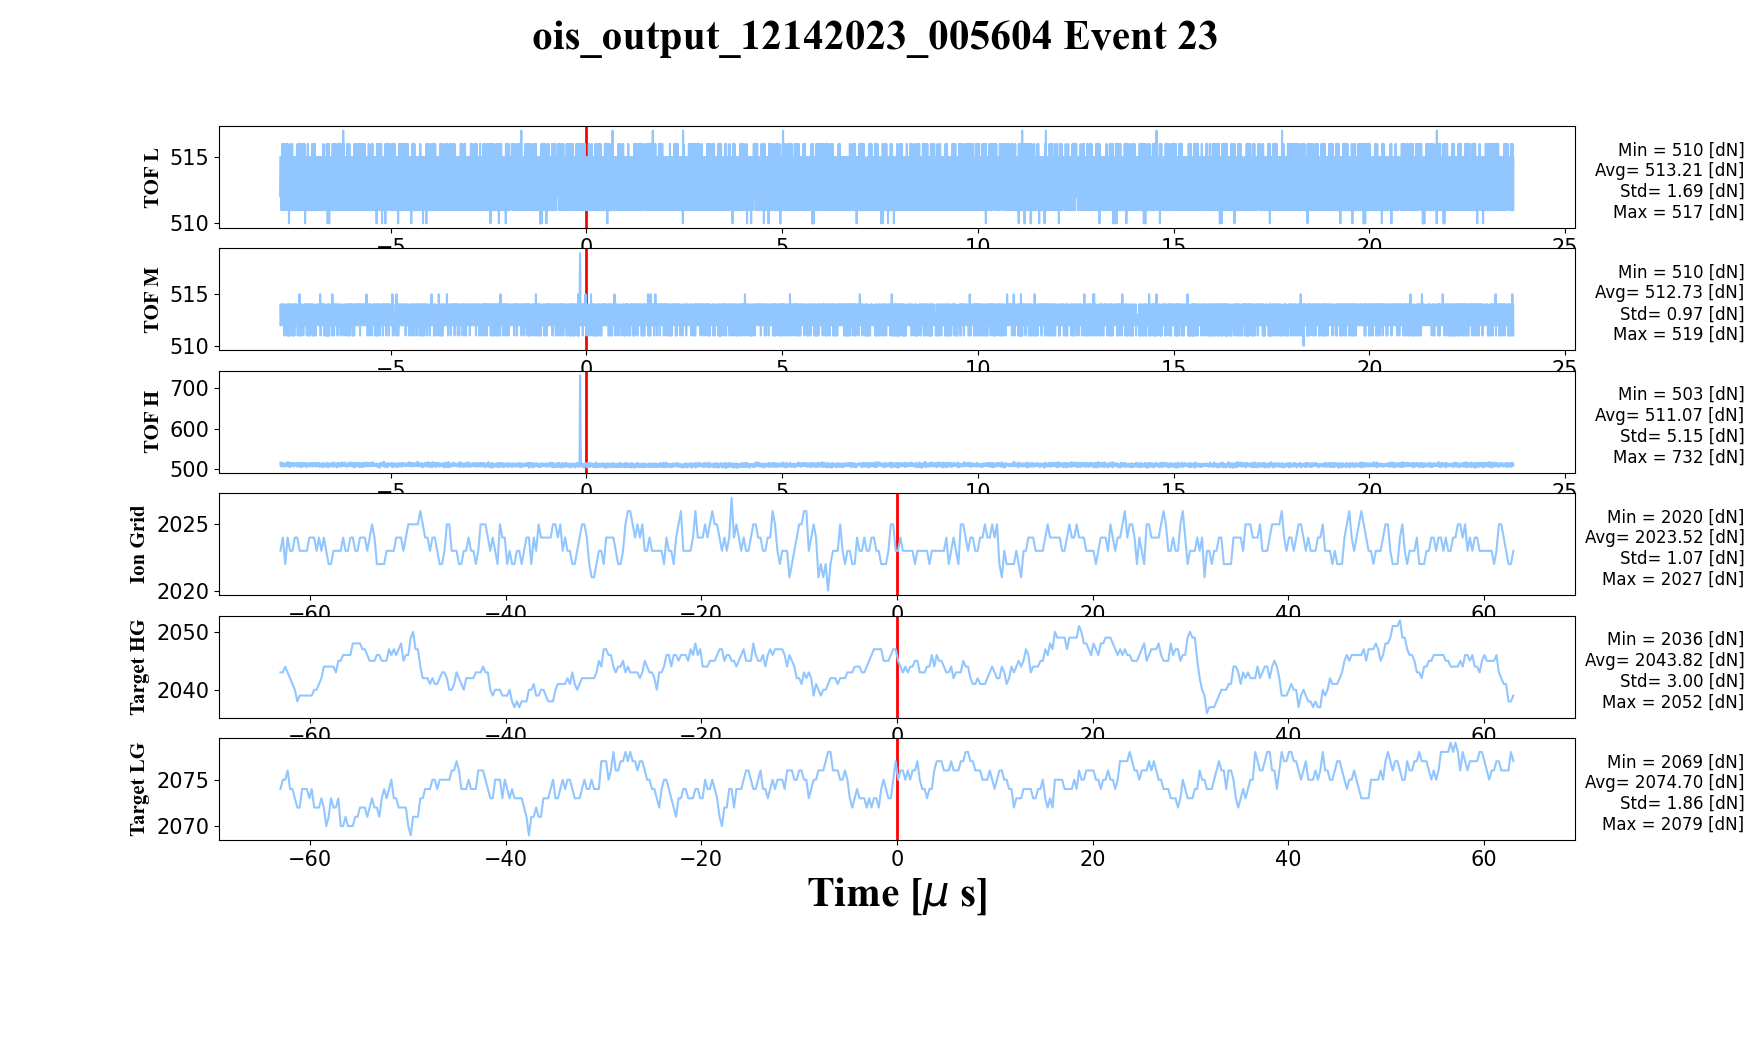 ois_output_12142023_005604 Event 23
TOF L
515
510
Min = 510 [dN]
Avg= 513.21 [dN]
Std= 1.69 [dN]
Max = 517 [dN]
−5 0 5 10 15 20 25
TOF M
515
510
Min = 510 [dN]
Avg= 512.73 [dN]
Std= 0.97 [dN]
Max = 519 [dN]
−5 0 5 10 15 20 25
TOF H
700
600
500
Min = 503 [dN]
Avg= 511.07 [dN]
Std= 5.15 [dN]
Max = 732 [dN]
−5 0 5 10 15 20 25
Ion Grid
2025
2020
Min = 2020 [dN]
Avg= 2023.52 [dN]
Std= 1.07 [dN]
Max = 2027 [dN]
−60 −40 −20 0 20 40 60
Target HG
2050
2040
Min = 2036 [dN]
Avg= 2043.82 [dN]
Std= 3.00 [dN]
Max = 2052 [dN]
−60 −40 −20 0 20 40 60
Target LG
2075
2070
Min = 2069 [dN]
Avg= 2074.70 [dN]
Std= 1.86 [dN]
Max = 2079 [dN]
−60 −40 −20 0 20 40 60
Time [μ s]